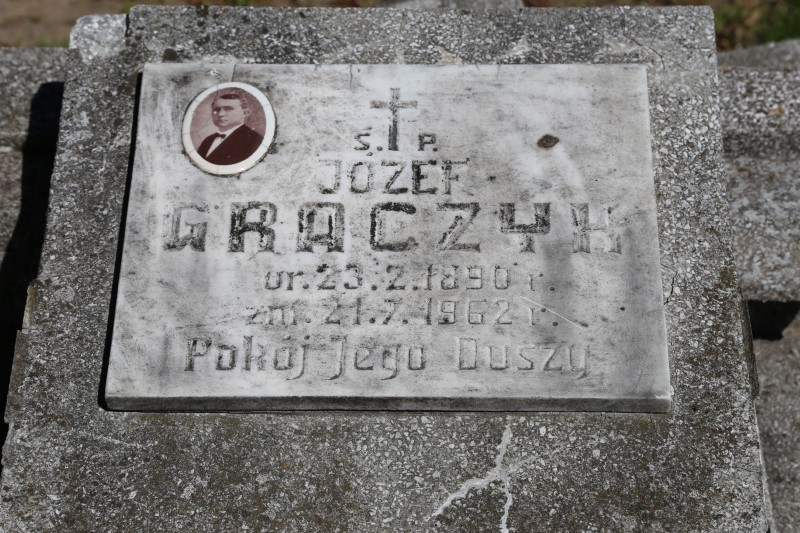 Ś. P.
JÓZEF
GRACZYK
ur. 23.2.1890 r.
zm. 21.7.1962 r.
Pokój Jego Duszy